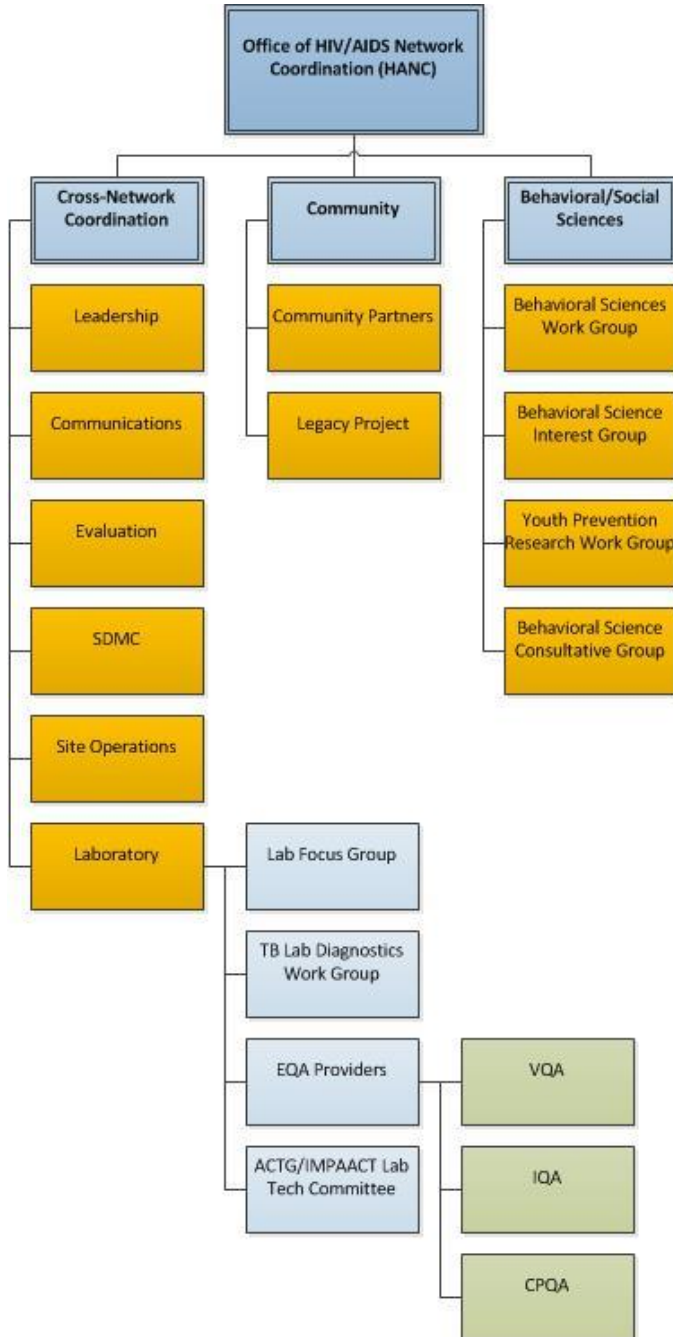 Office of HIV/AIDS Network
Coordination (HANC)
Cross-Network
Coordination
Community
Behavioral/Social
Sciences
Leadership
Community Partners
Behavioral Sciences
Work Group
Communications
Legacy Project
Behavioral Science
Interest Group
Evaluation
Youth Prevention
Research Work Group
SDMC
Behavioral Science
Consultative Group
Site Operations
Laboratory
Lab Focus Group
TB Lab Diagnostics
Work Group
EQA Providers
VQA
ACTG/IMPAACT Lab
Tech Committee
IQA
CPQA